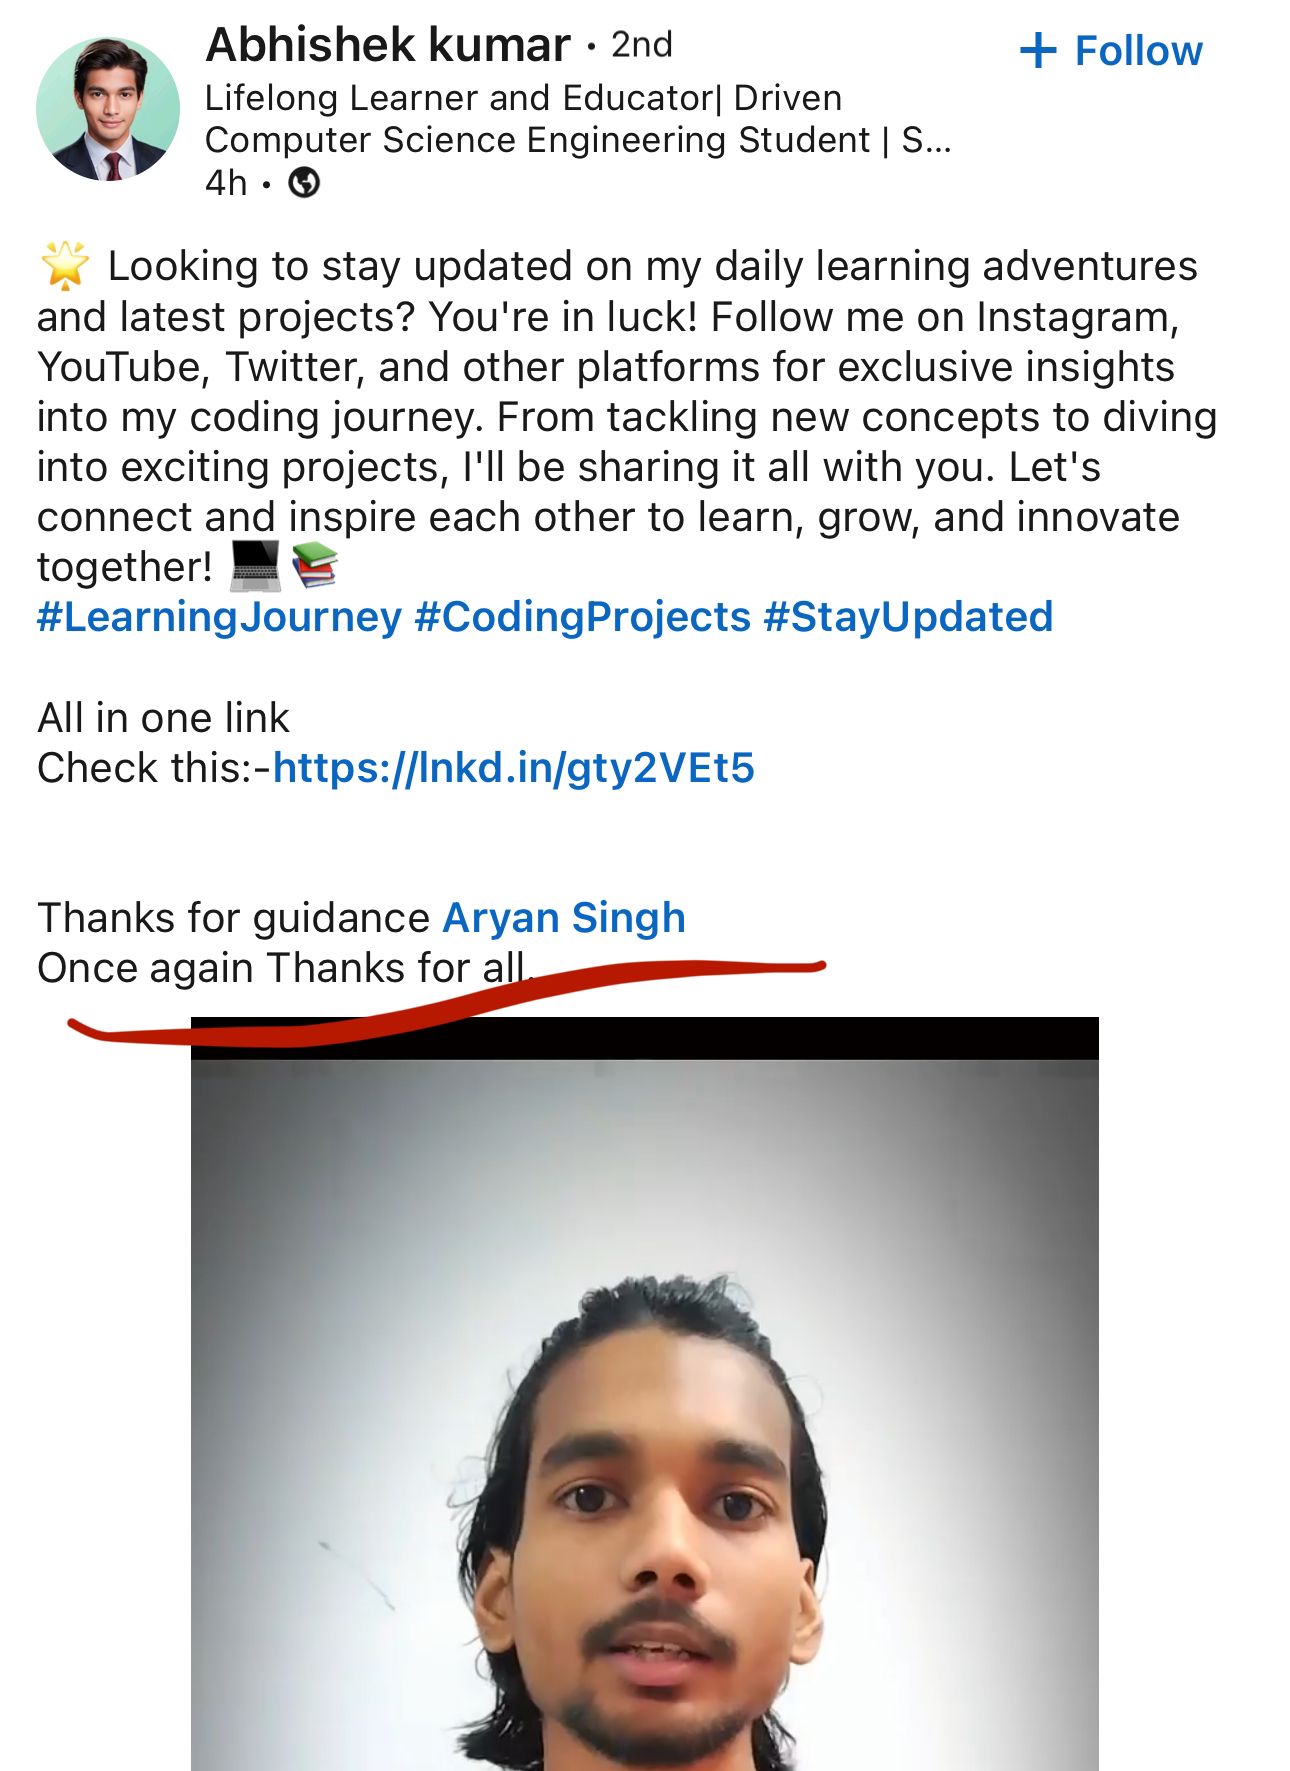 Abhishek kumar • 2nd
+ Follow
Lifelong Learner and Educator| Driven
Computer Science Engineering Student | S...
4h •
🌟 Looking to stay updated on my daily learning adventures
and latest projects? You're in luck! Follow me on Instagram,
YouTube, Twitter, and other platforms for exclusive insights
into my coding journey. From tackling new concepts to diving
into exciting projects, I'll be sharing it all with you. Let's
connect and inspire each other to learn, grow, and innovate
together! 💻📚
#LearningJourney #CodingProjects #StayUpdated
All in one link
Check this:-https://lnkd.in/gty2VEt5
Thanks for guidance Aryan Singh
Once again Thanks for all.